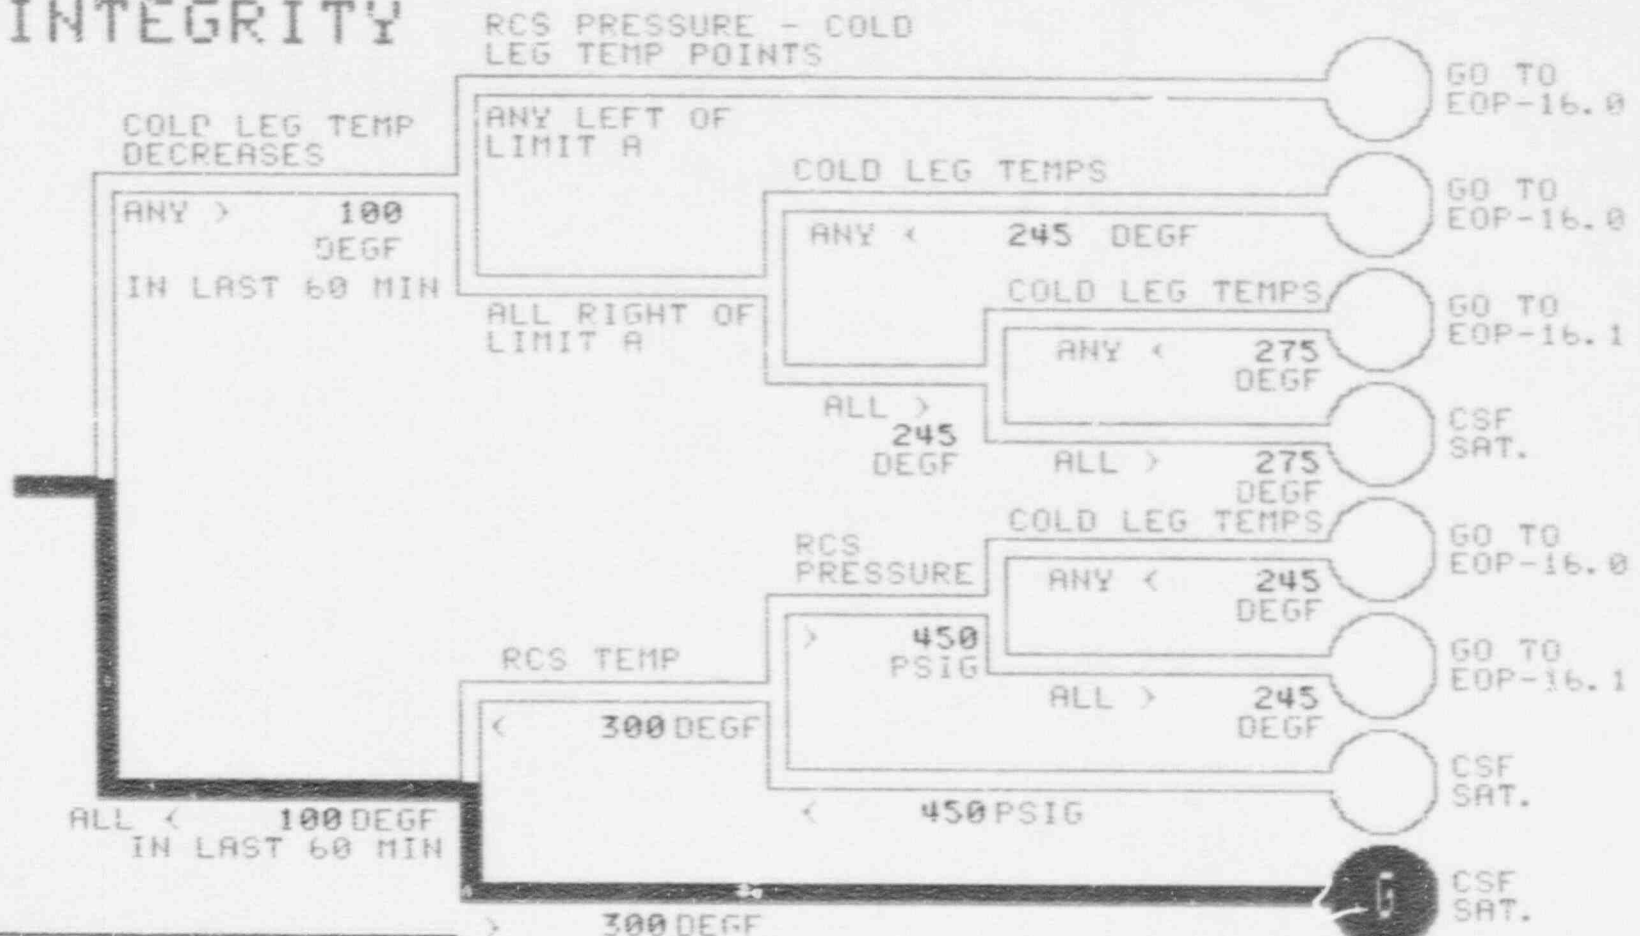 INTEGRITY
RCS PRESSURE - COLD
LEG TEMP POINTS
GO TO
EOP-16.0
ANY LEFT OF
LIMIT A
COLD LEG TEMP
DECREASES
ANY > 100
DEGF
IN LAST 60 MIN
COLD LEG TEMPS
GO TO
EOP-16.0
ANY < 245 DEGF
ALL RIGHT OF
LIMIT A
COLD LEG TEMPS
GO TO
EOP-16.1
ANY < 275
DEGF
ALL >
245
DEGF
CSF
SAT.
ALL > 275
DEGF
COLD LEG TEMPS
GO TO
EOP-16.0
RCS
PRESSURE
ANY < 245
DEGF
> 450
PSIG
GO TO
EOP-16.1
ALL > 245
DEGF
RCS TEMP
< 300 DEGF
CSF
SAT.
< 450 PSIG
ALL < 100 DEGF
IN LAST 60 MIN
G
CSF
SAT.
> 300 DEGF